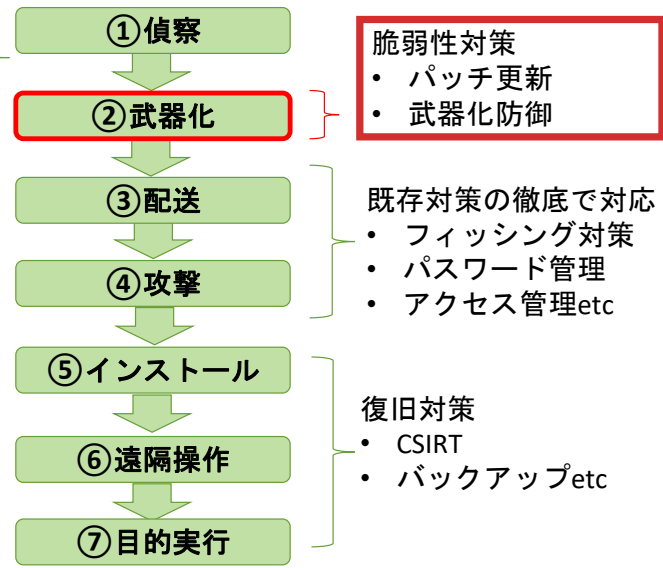 ①偵察
②武器化
③配送
④攻撃
⑤インストール
⑥遠隔操作
⑦目的実行
脆弱性対策
• パッチ更新
• 武器化防御
既存対策の徹底で対応
• フィッシング対策
• パスワード管理
• アクセス管理etc
復旧対策
• CSIRT
• バックアップetc